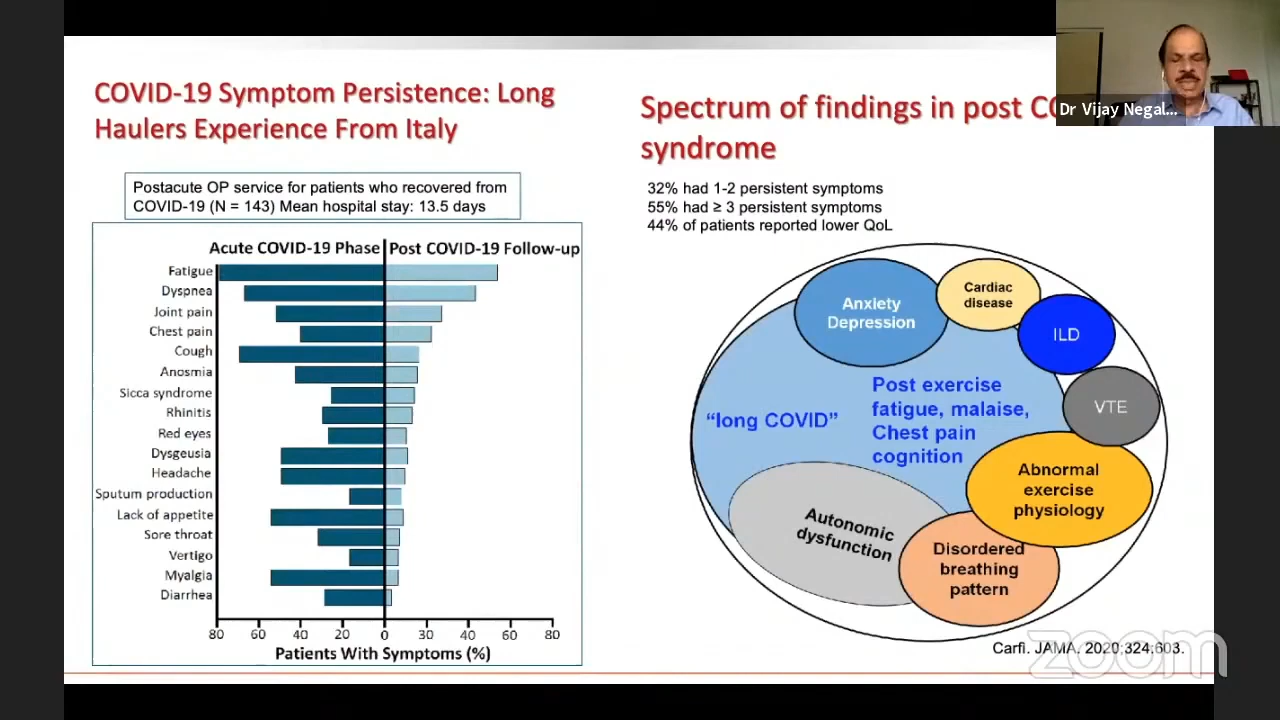 COVID-19 Symptom Persistence: Long
Haulers Experience From Italy
Postacute OP service for patients who recovered from
COVID-19 (N = 143) Mean hospital stay: 13.5 days
Acute COVID-19 Phase
Post COVID-19 Follow-up
Fatigue
Dyspnea
Joint pain
Chest pain
Cough
Anosmia
Sicca syndrome
Rhinitis
Red eyes
Dysgeusia
Headache
Sputum production
Lack of appetite
Sore throat
Vertigo
Myalgia
Diarrhea
80 60 40 20 0 30 40 60 80
Patients With Symptoms (%)
Spectrum of findings in post CO
syndrome
Dr Vijay Negal...
32% had 1-2 persistent symptoms
55% had ≥ 3 persistent symptoms
44% of patients reported lower QoL
Anxiety
Depression
Cardiac
disease
ILD
VTE
"long COVID"
Post exercise
fatigue, malaise,
Chest pain
cognition
Abnormal
exercise
physiology
Autonomic
dysfunction
Disordered
breathing
pattern
Carfi. JAMA. 2020;324;603.
zoom